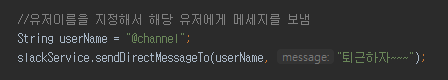 //유저이름을 지정해서 해당 유저에게 메세지를 보냄
String userName = "@channel";
slackService.sendDirectMessageTo(userName, message: "퇴근하자~~~");